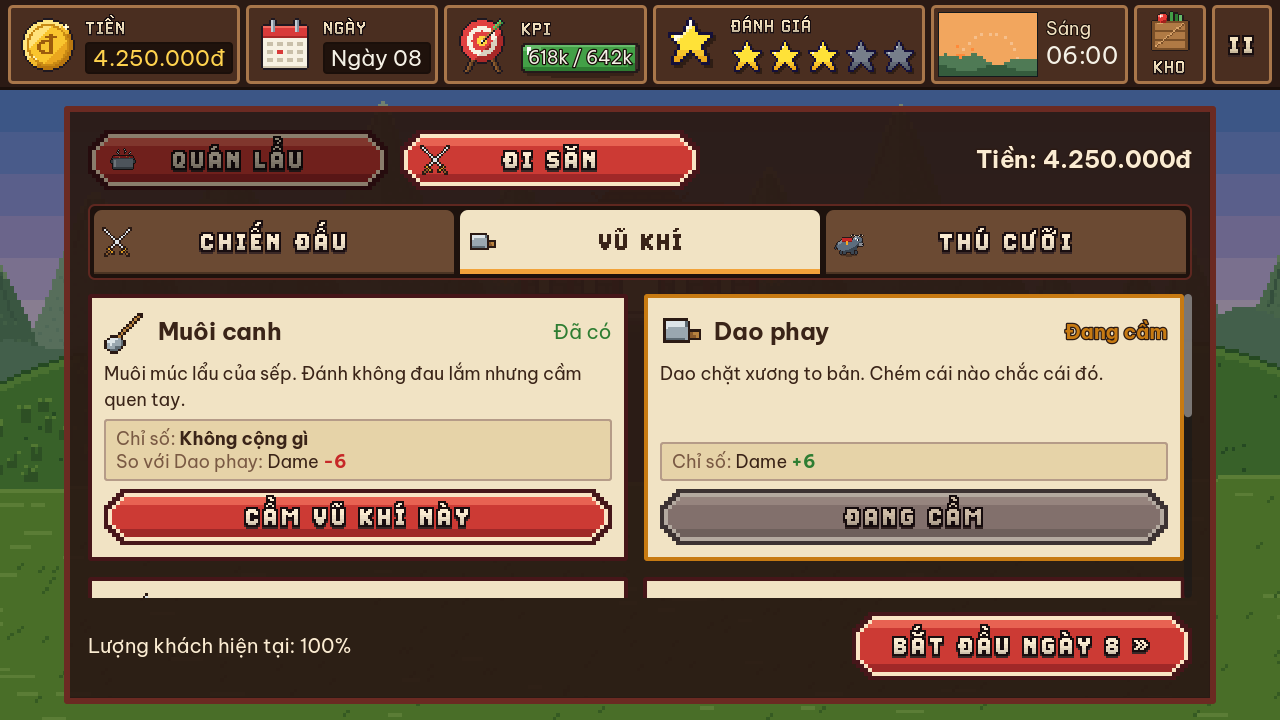 TIỀN
4.250.000đ
NGÀY
Ngày 08
KPI
618k / 642k
ĐÁNH GIÁ
Sáng
06:00
KHO
II
QUÁN LẨU
ĐI SĂN
Tiền: 4.250.000đ
CHIẾN ĐẤU
VŨ KHÍ
THÚ CƯỠI
Muôi canh
Đã có
Muôi múc lẩu của sếp. Đánh không đau lắm nhưng cầm
quen tay.
Chỉ số: Không cộng gì
So với Dao phay: Dame -6
CẦM VŨ KHÍ NÀY
Dao phay
Đang cầm
Dao chặt xương to bản. Chém cái nào chắc cái đó.
Chỉ số: Dame +6
ĐANG CẦM
Lượng khách hiện tại: 100%
BẮT ĐẦU NGÀY 8 »